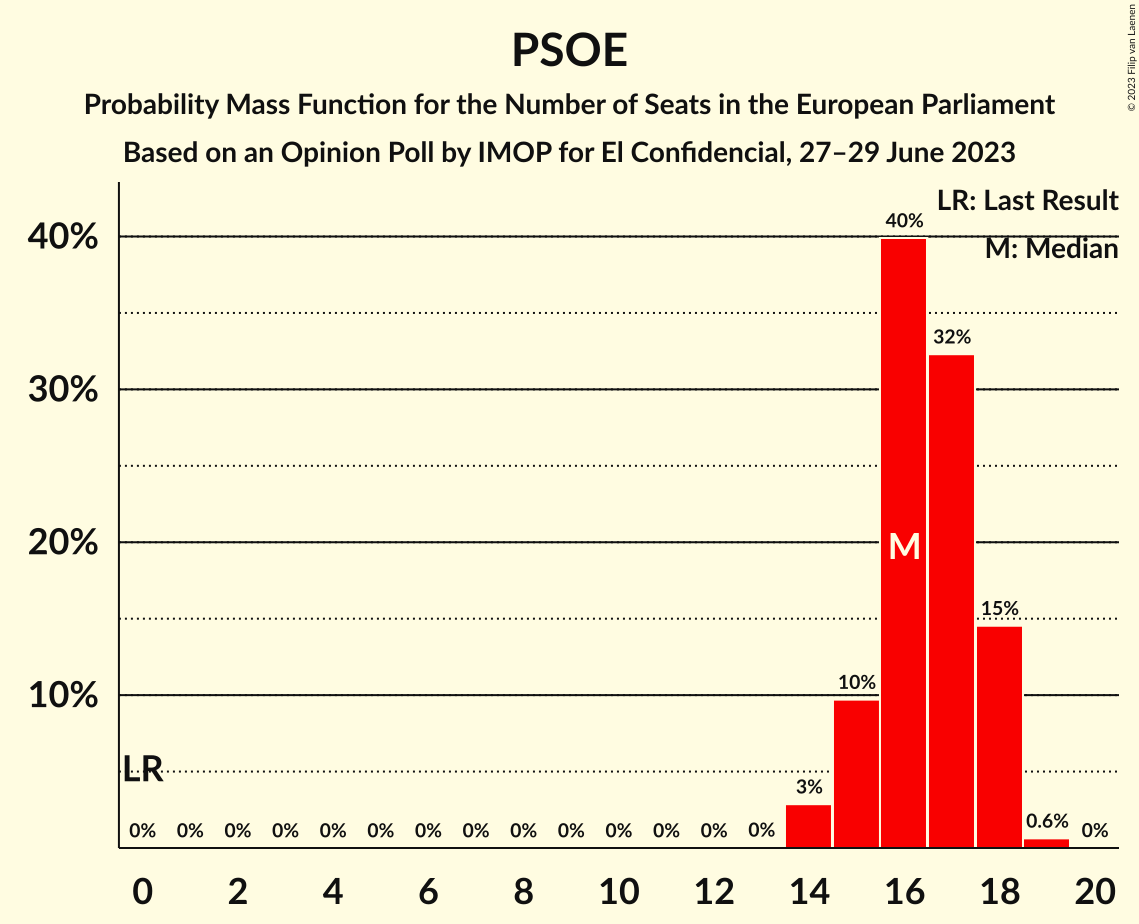 PSOE
Probability Mass Function for the Number of Seats in the European Parliament
Based on an Opinion Poll by IMOP for El Confidencial, 27–29 June 2023
© 2023 Filip van Laenen
LR: Last Result
M: Median
40%
30%
20%
10%
LR
M
0% 0% 0% 0% 0% 0% 0% 0% 0% 0% 0% 0% 0% 0% 3% 10% 40% 32% 15% 0.6% 0%
0 2 4 6 8 10 12 14 16 18 20